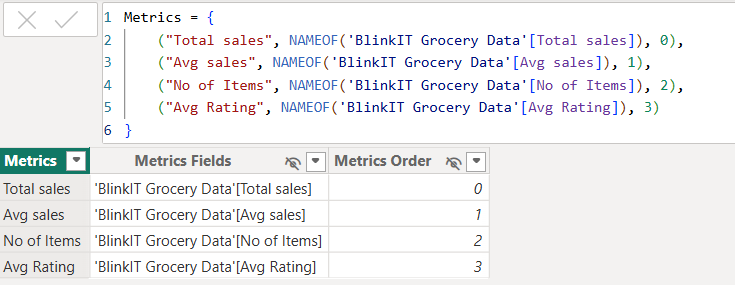 1 Metrics = {
2 ("Total sales", NAMEOF('BlinkIT Grocery Data'[Total sales]), 0),
3 ("Avg sales", NAMEOF('BlinkIT Grocery Data'[Avg sales]), 1),
4 ("No of Items", NAMEOF('BlinkIT Grocery Data'[No of Items]), 2),
5 ("Avg Rating", NAMEOF('BlinkIT Grocery Data'[Avg Rating]), 3)
6 }
Metrics Metrics Fields Metrics Order
Total sales 'BlinkIT Grocery Data'[Total sales] 0
Avg sales 'BlinkIT Grocery Data'[Avg sales] 1
No of Items 'BlinkIT Grocery Data'[No of Items] 2
Avg Rating 'BlinkIT Grocery Data'[Avg Rating] 3